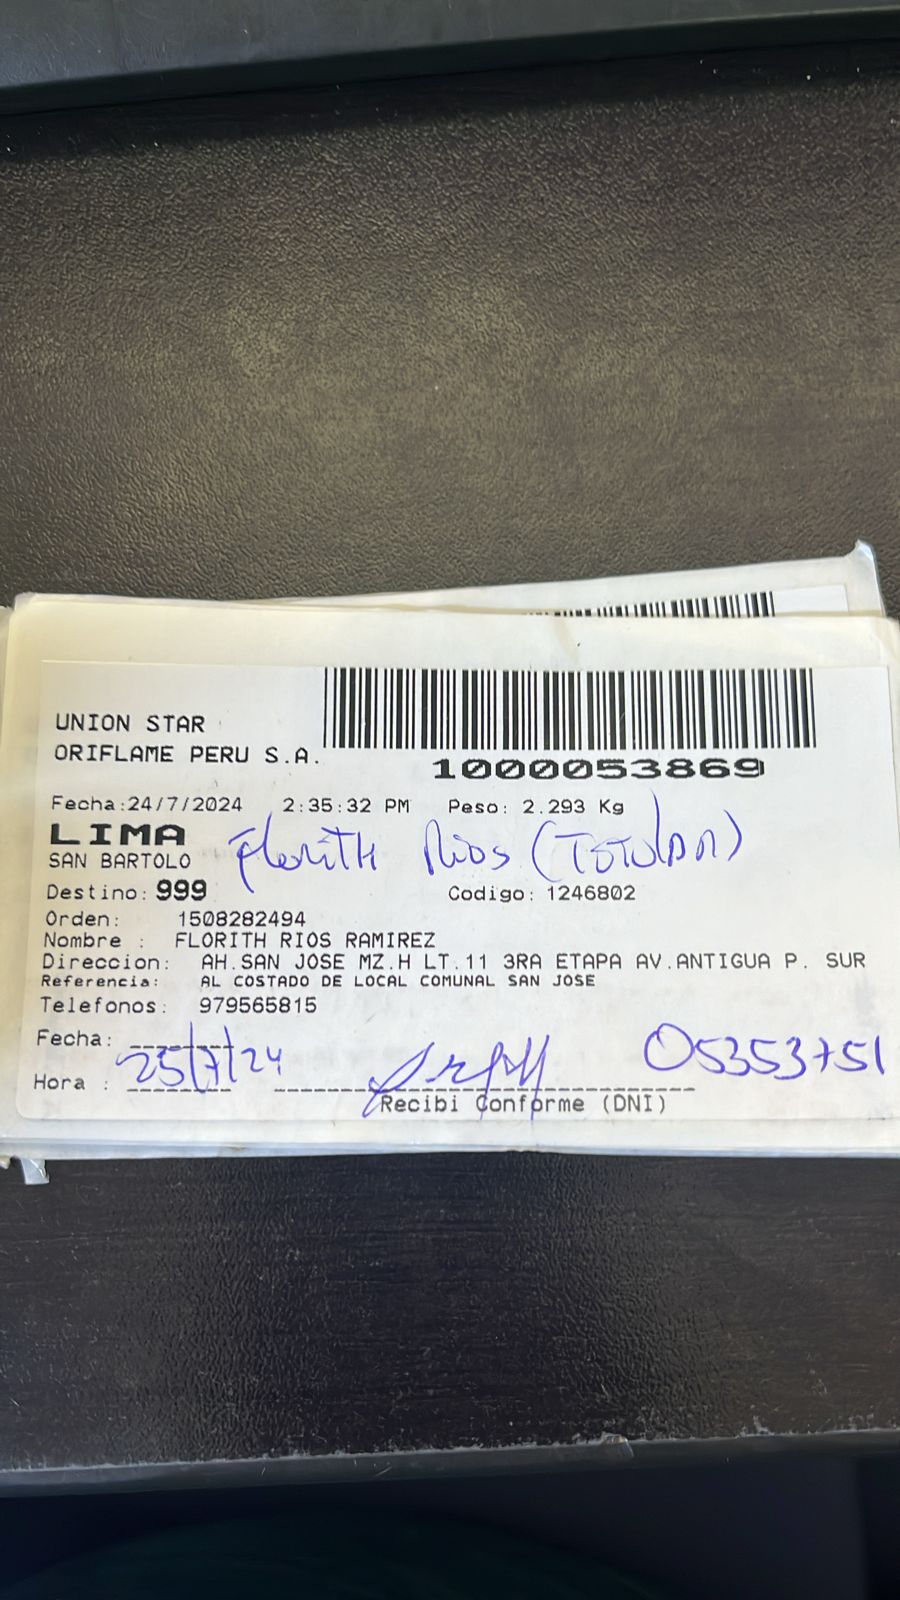 UNION STAR
ORIFLAME PERU S.A.
1000053869
Fecha:24/7/2024 2:35:32 PM Peso: 2.293 Kg
LIMA
Florith Rios (TITULAR)
SAN BARTOLO
Destino: 999 Codigo: 1246802
Orden: 1508282494
Nombre : FLORITH RIOS RAMIREZ
Direccion: AH.SAN JOSE MZ.H LT.11 3RA ETAPA AV.ANTIGUA P. SUR
Referencia: AL COSTADO DE LOCAL COMUNAL SAN JOSE
Telefonos: 979565815
Fecha: 25/7/24
05353751
Hora :
Recibi Conforme (DNI)